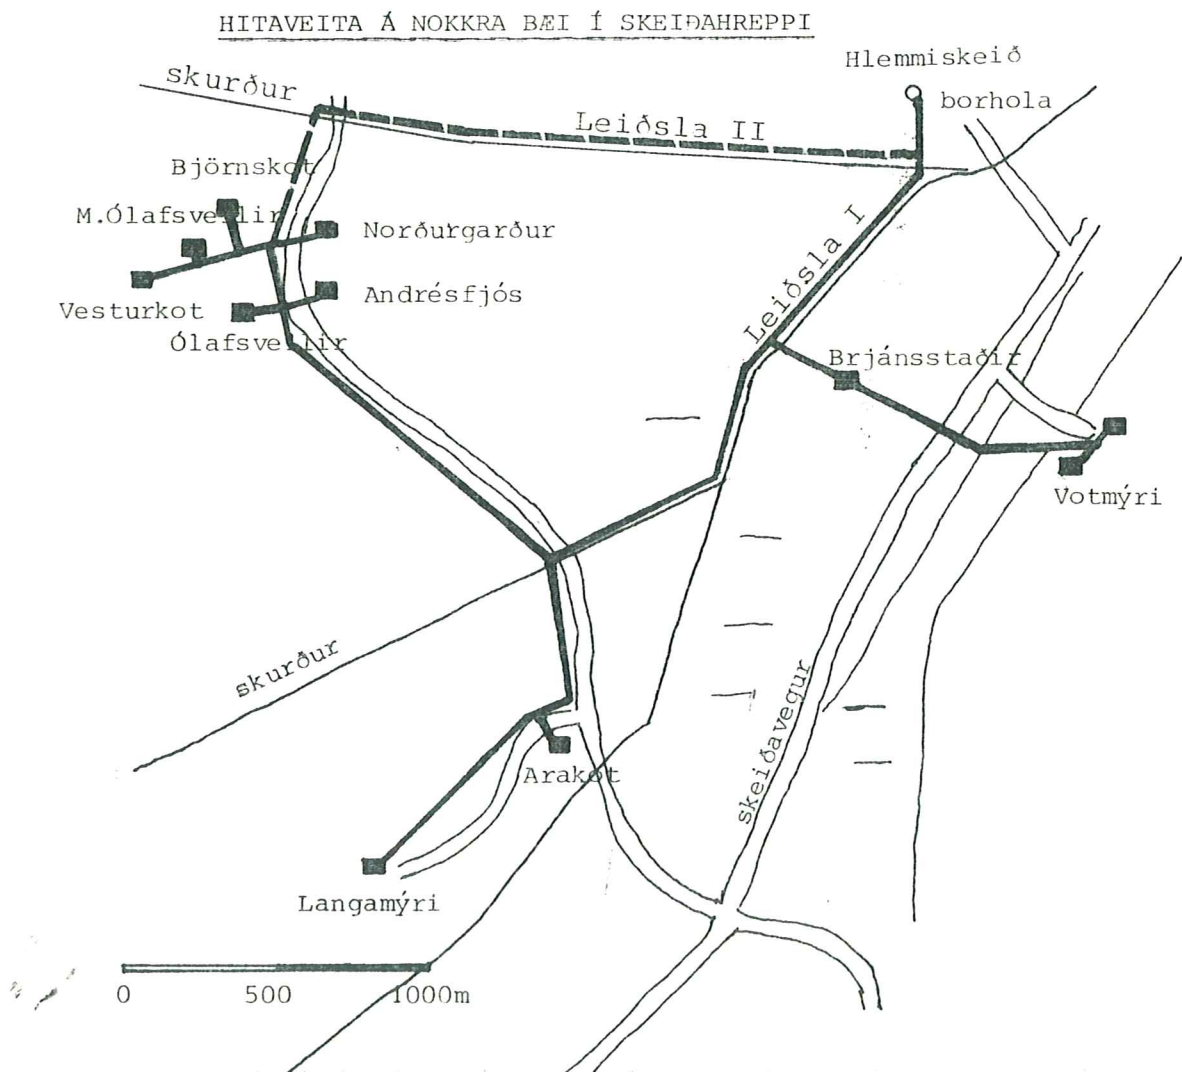 HITAVEITA Á NOKKRA BÆI Í SKEIÐAHREPPI
Hlemmiskeið
skurður
borhola
Leiðsla II
Björnskot
M.Ólafsvellir
Norðurgarður
Leiðsla I
Andrésfjós
Vesturkot
Ólafsvellir
Brjánsstaðir
Votmýri
skurður
skeiðavegur
Arakot
Langamýri
0 500 1000m